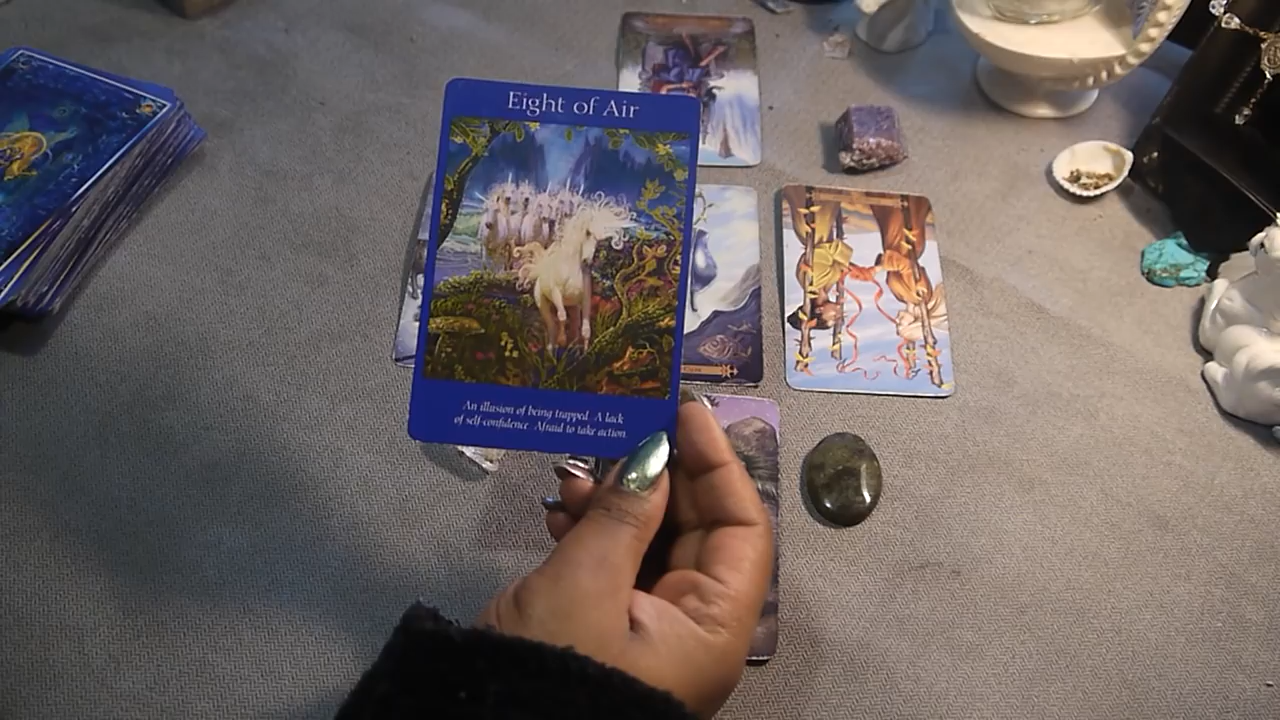 Eight of Air
An illusion of being trapped. A lack
of self-confidence. Afraid to take action.